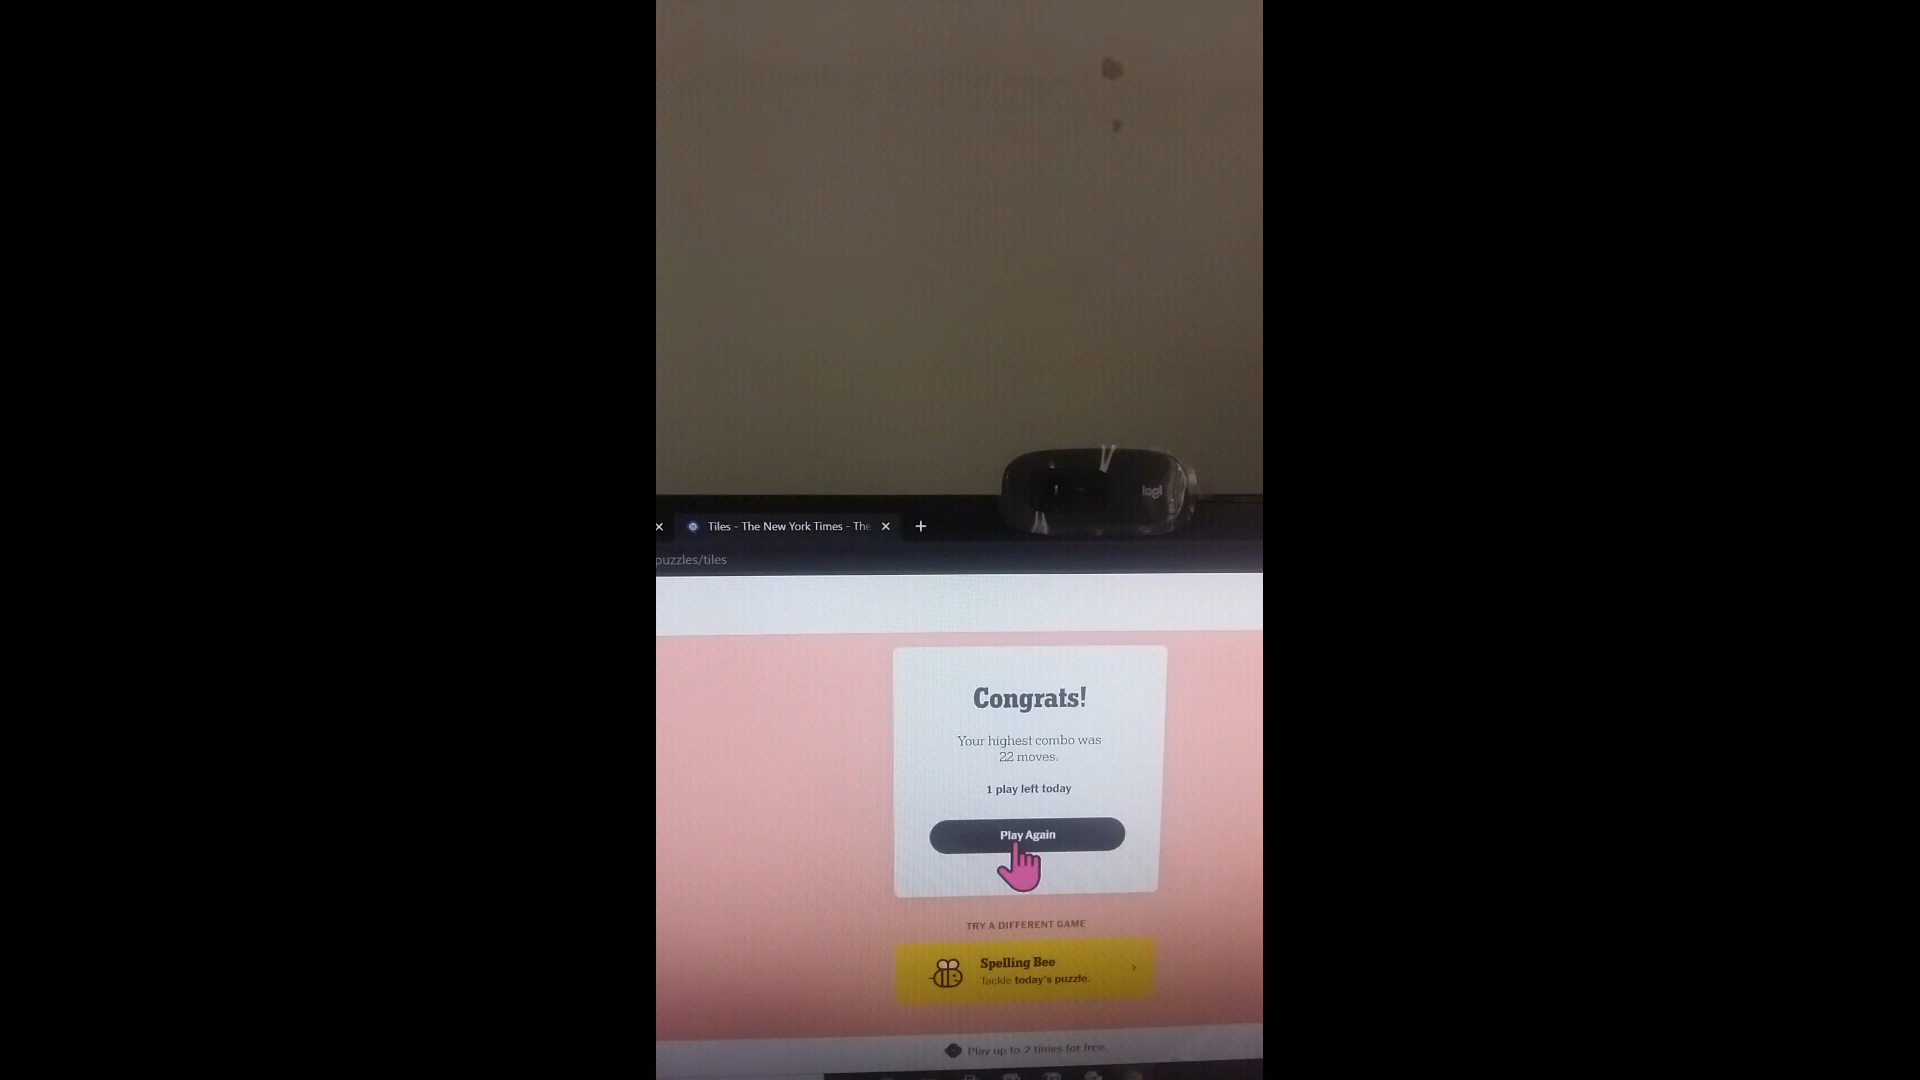 logi
Tiles - The New York Times - The
puzzles/tiles
Congrats!
Your highest combo was
22 moves.
1 play left today
Play Again
TRY A DIFFERENT GAME
Spelling Bee
Tackle today's puzzle.
Play up to 2 times for free.